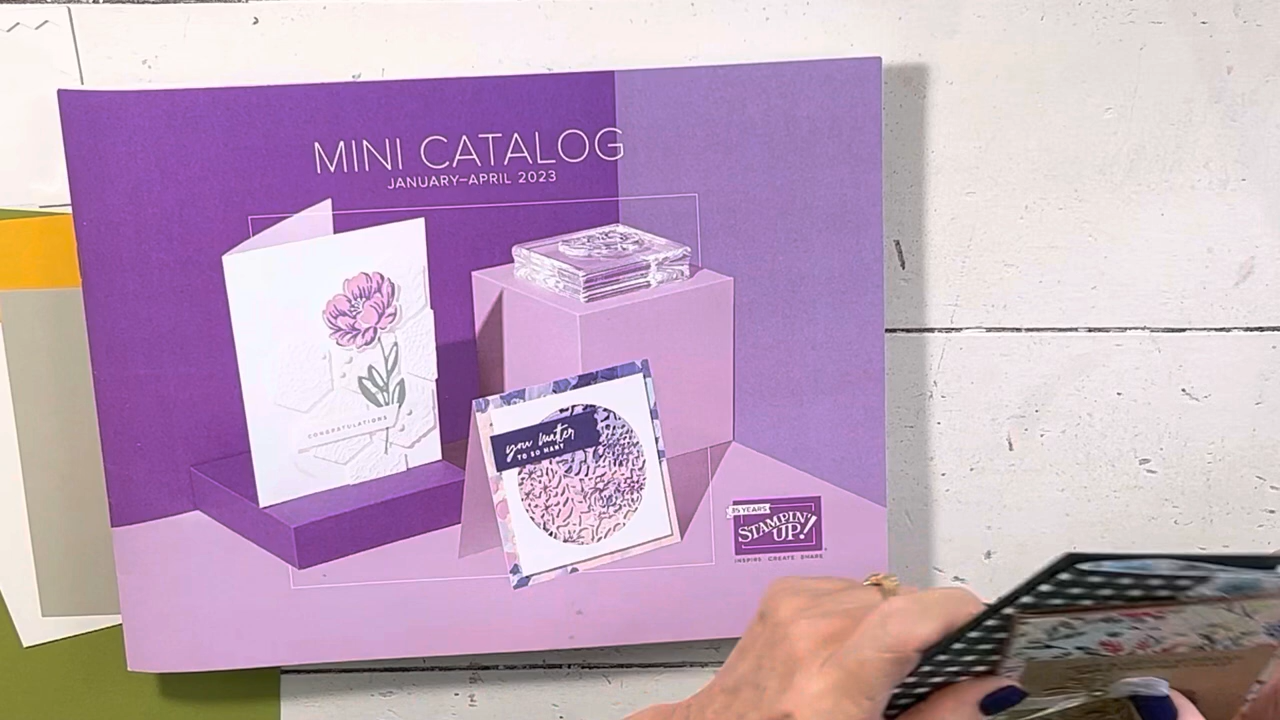 MINI CATALOG
JANUARY–APRIL 2023
CONGRATULATIONS
you matter
TO SO MANY
35 YEARS
STAMPIN' UP!
INSPIRE CREATE SHARE